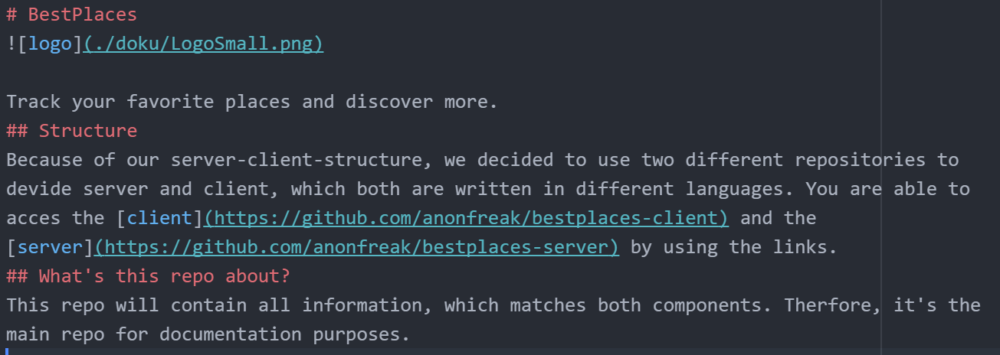 # BestPlaces
![logo](./doku/LogoSmall.png)
Track your favorite places and discover more.
## Structure
Because of our server-client-structure, we decided to use two different repositories to
devide server and client, which both are written in different languages. You are able to
acces the [client](https://github.com/anonfreak/bestplaces-client) and the
[server](https://github.com/anonfreak/bestplaces-server) by using the links.
## What's this repo about?
This repo will contain all information, which matches both components. Therfore, it's the
main repo for documentation purposes.